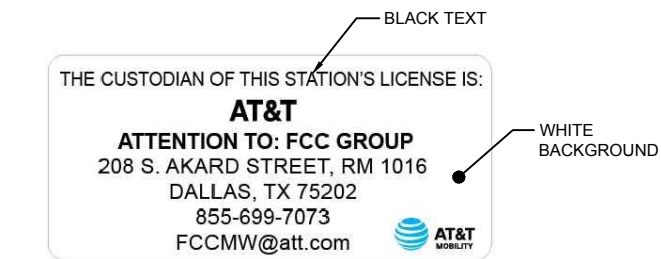 BLACK TEXT
THE CUSTODIAN OF THIS STATION'S LICENSE IS:
AT&T
ATTENTION TO: FCC GROUP
208 S. AKARD STREET, RM 1016
DALLAS, TX 75202
855-699-7073
FCCMW@att.com
AT&T
MOBILITY
WHITE
BACKGROUND